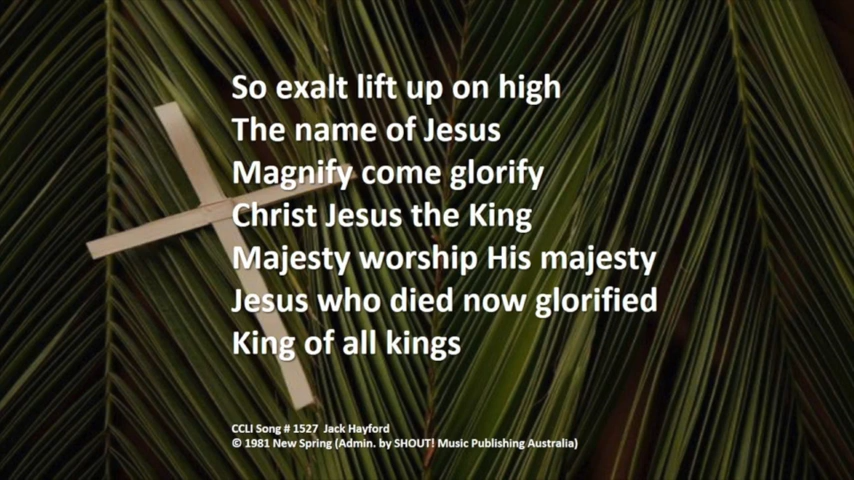 So exalt lift up on high
The name of Jesus
Magnify come glorify
Christ Jesus the King
Majesty worship His majesty
Jesus who died now glorified
King of all kings
CCLI Song # 1527 Jack Hayford
© 1981 New Spring (Admin. by SHOUT! Music Publishing Australia)